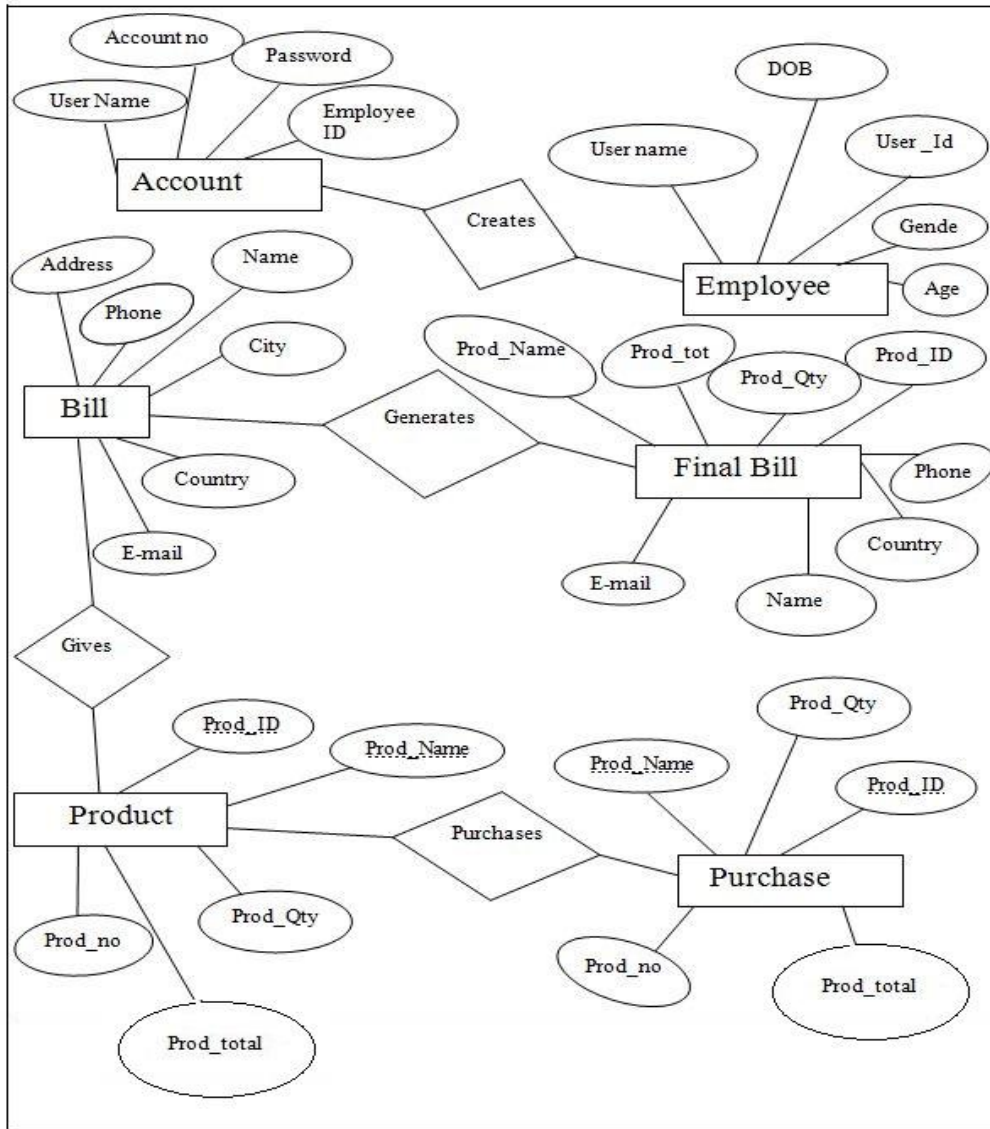 Account no
Password
DOB
User Name
Employee
ID
User _Id
User name
Account
Creates
Gende
Address
Name
Employee
Age
Phone
City
Prod_Name
Prod_tot
Prod_ID
Prod_Qty
Bill
Generates
Final Bill
Phone
Country
Country
E-mail
E-mail
Name
Gives
Prod_ID
Prod_Qty
Prod_Name
Prod_Name
Prod_ID
Product
Purchases
Purchase
Prod_no
Prod_Qty
Prod_no
Prod_total
Prod_total